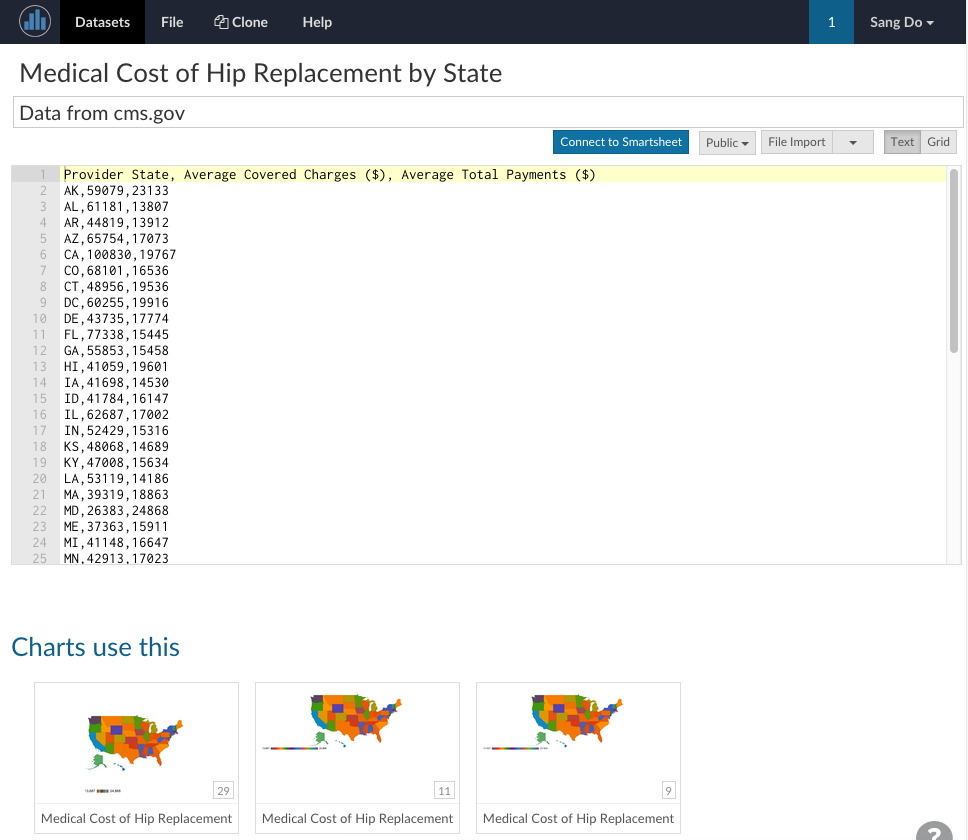 Datasets File Clone Help 1 Sang Do
Medical Cost of Hip Replacement by State
Data from cms.gov
Connect to Smartsheet Public File Import Text Grid
1 Provider State, Average Covered Charges ($), Average Total Payments ($)
2 AK,59079,23133
3 AL,61181,13807
4 AR,44819,13912
5 AZ,65754,17073
6 CA,100830,19767
7 CO,68101,16536
8 CT,48956,19536
9 DC,60255,19916
10 DE,43735,17774
11 FL,77338,15445
12 GA,55853,15458
13 HI,41059,19601
14 IA,41698,14530
15 ID,41784,16147
16 IL,62687,17002
17 IN,52429,15316
18 KS,48068,14689
19 KY,47008,15634
20 LA,53119,14186
21 MA,39319,18863
22 MD,26383,24868
23 ME,37363,15911
24 MI,41148,16647
25 MN,42913,17023
Charts use this
29 11 9
Medical Cost of Hip Replacement Medical Cost of Hip Replacement Medical Cost of Hip Replacement
?